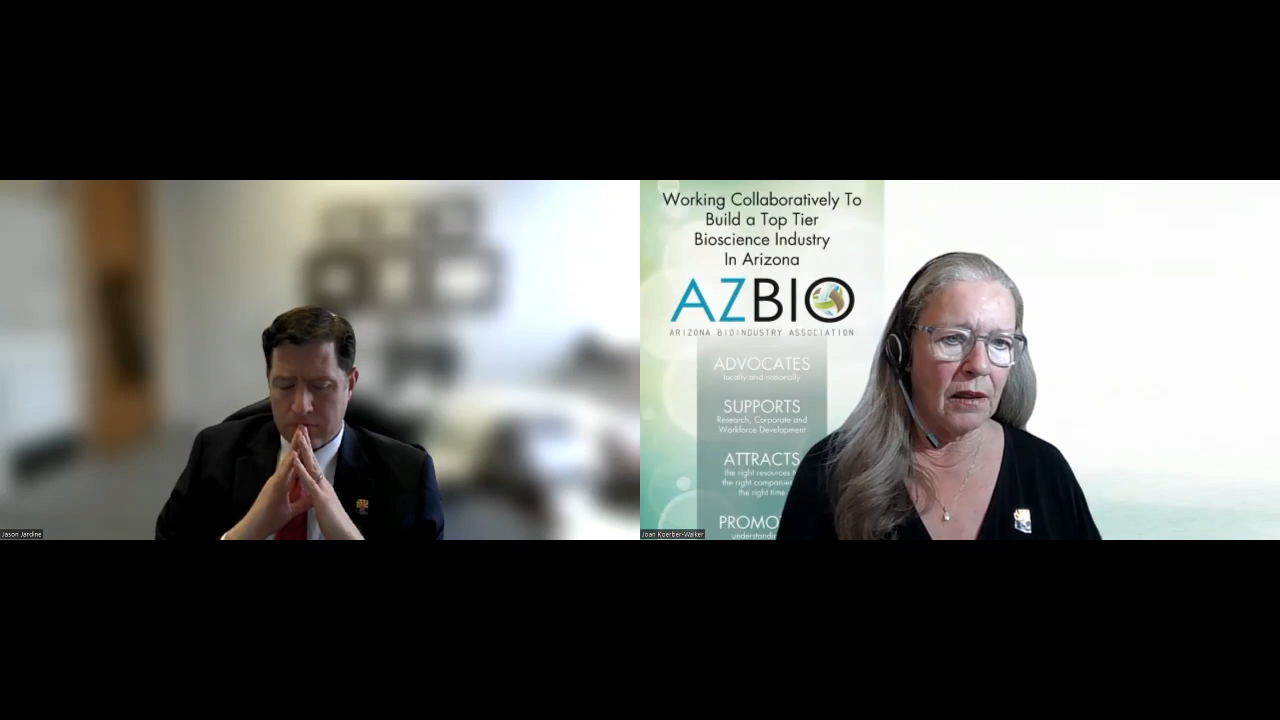 Working Collaboratively To
Build a Top Tier
Bioscience Industry
In Arizona
AZBIO
ARIZONA BIOINDUSTRY ASSOCIATION
ADVOCATES
locally and nationally
SUPPORTS
Research, Corporate and
Workforce Development
ATTRACTS
the right resources
the right companies
the right time
PROMO
understandin
Jason Jardine
Joan Koerber-Walker